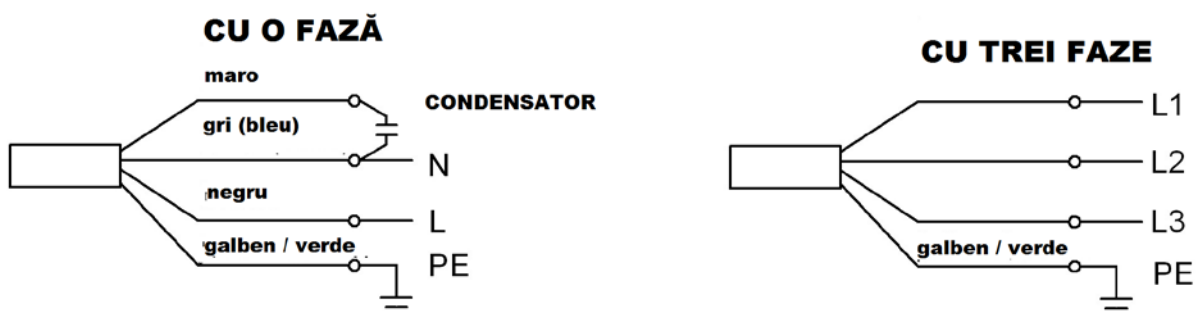 CU O FAZĂ
maro
CONDENSATOR
gri (bleu)
N
negru
L
galben / verde
PE
CU TREI FAZE
L1
L2
L3
galben / verde
PE